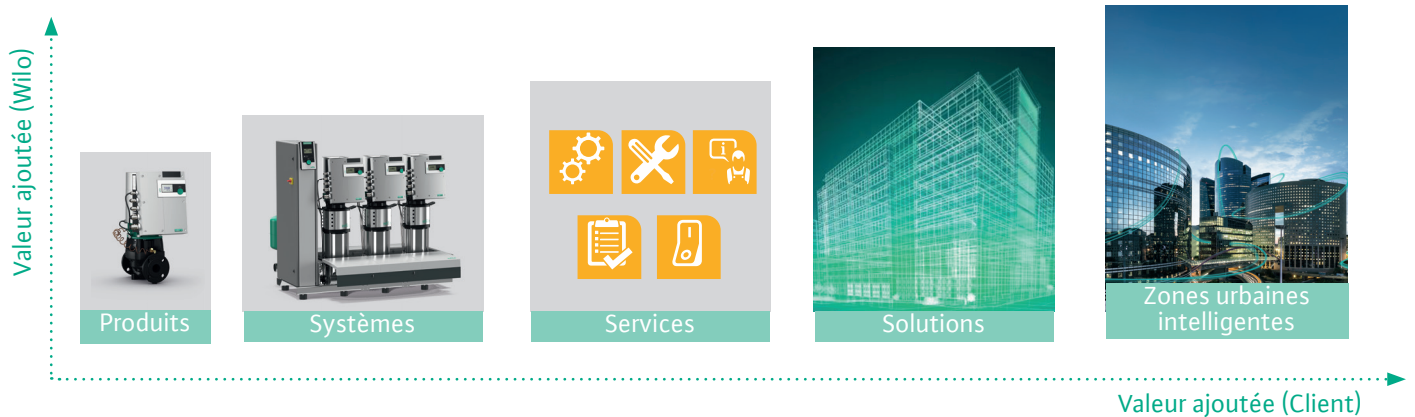 Valeur ajoutée (Wilo)
Produits
Systèmes
Services
Solutions
Zones urbaines
intelligentes
Valeur ajoutée (Client)